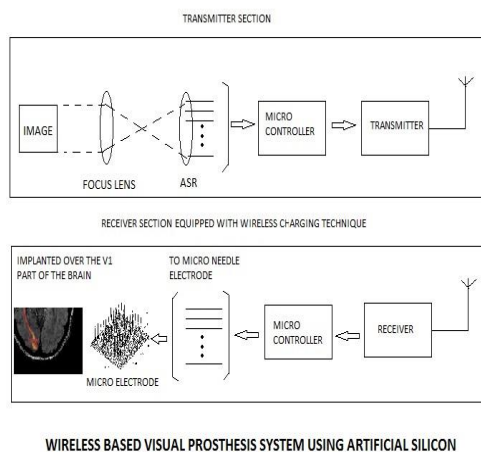 TRANSMITTER SECTION
IMAGE
FOCUS LENS
ASR
MICRO
CONTROLLER
TRANSMITTER
RECEIVER SECTION EQUIPPED WITH WIRELESS CHARGING TECHNIQUE
IMPLANTED OVER THE V1
PART OF THE BRAIN
TO MICRO NEEDLE
ELECTRODE
MICRO ELECTRODE
MICRO
CONTROLLER
RECEIVER
WIRELESS BASED VISUAL PROSTHESIS SYSTEM USING ARTIFICIAL SILICON